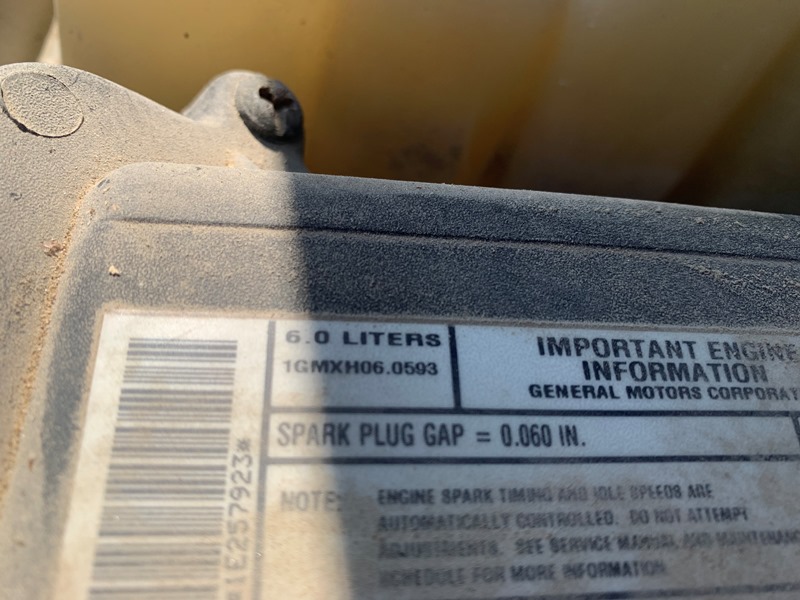 6.0 LITERS
1GMXH06.0593
IMPORTANT ENGINE
INFORMATION
GENERAL MOTORS CORPORAT
SPARK PLUG GAP = 0.060 IN.
NOTE: ENGINE SPARK TIMING AND IDLE SPEEDS ARE
AUTOMATICALLY CONTROLLED. DO NOT ATTEMPT
ADJUSTMENTS. SEE SERVICE MANUAL AND MAINTENANC
SCHEDULE FOR MORE INFORMATION
*1E257923*